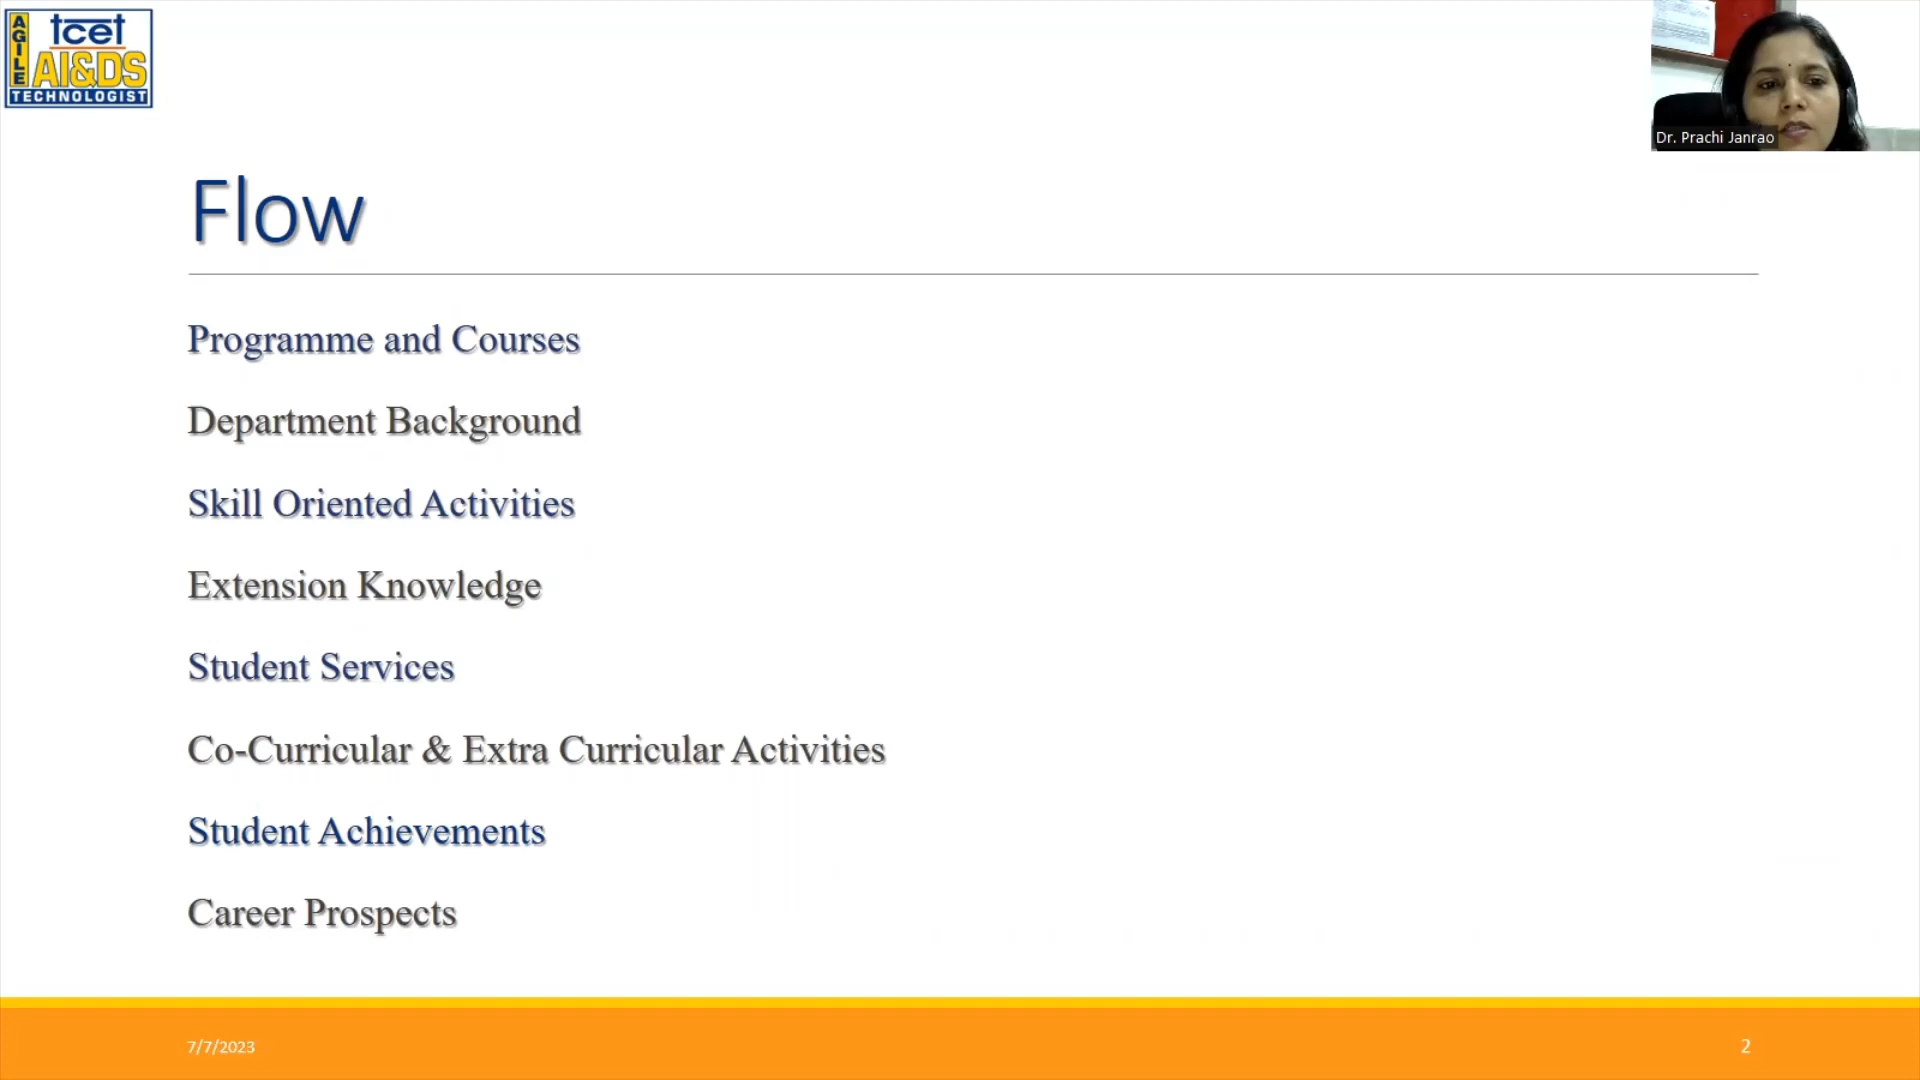 AGILE
tcet
AI&DS
TECHNOLOGIST
Dr. Prachi Janrao
Flow
Programme and Courses
Department Background
Skill Oriented Activities
Extension Knowledge
Student Services
Co-Curricular & Extra Curricular Activities
Student Achievements
Career Prospects
7/7/2023
2